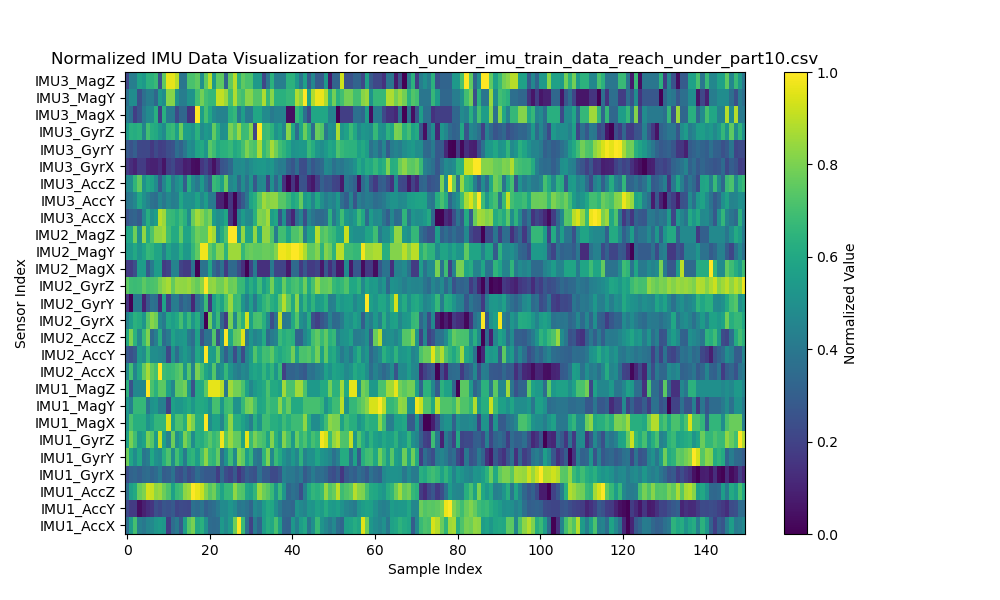 Normalized IMU Data Visualization for reach_under_imu_train_data_reach_under_part10.csv
IMU3_MagZ
IMU3_MagY
IMU3_MagX
IMU3_GyrZ
IMU3_GyrY
IMU3_GyrX
IMU3_AccZ
IMU3_AccY
IMU3_AccX
IMU2_MagZ
IMU2_MagY
IMU2_MagX
IMU2_GyrZ
IMU2_GyrY
IMU2_GyrX
IMU2_AccZ
IMU2_AccY
IMU2_AccX
IMU1_MagZ
IMU1_MagY
IMU1_MagX
IMU1_GyrZ
IMU1_GyrY
IMU1_GyrX
IMU1_AccZ
IMU1_AccY
IMU1_AccX
Sensor Index
0 20 40 60 80 100 120 140
Sample Index
1.0
0.8
0.6
0.4
0.2
0.0
Normalized Value